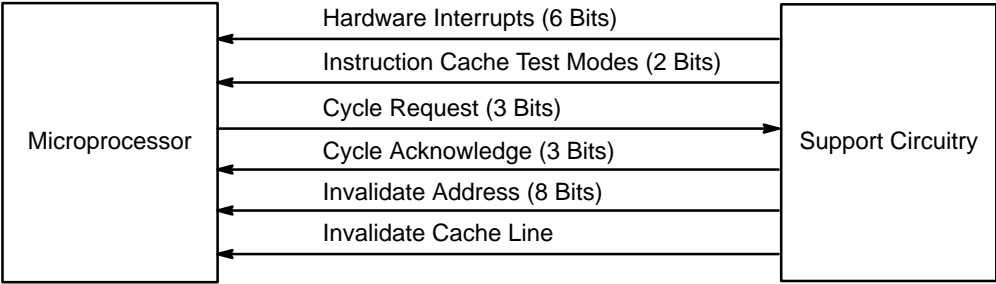 Hardware Interrupts (6 Bits)
Instruction Cache Test Modes (2 Bits)
Cycle Request (3 Bits)
Microprocessor
Support Circuitry
Cycle Acknowledge (3 Bits)
Invalidate Address (8 Bits)
Invalidate Cache Line